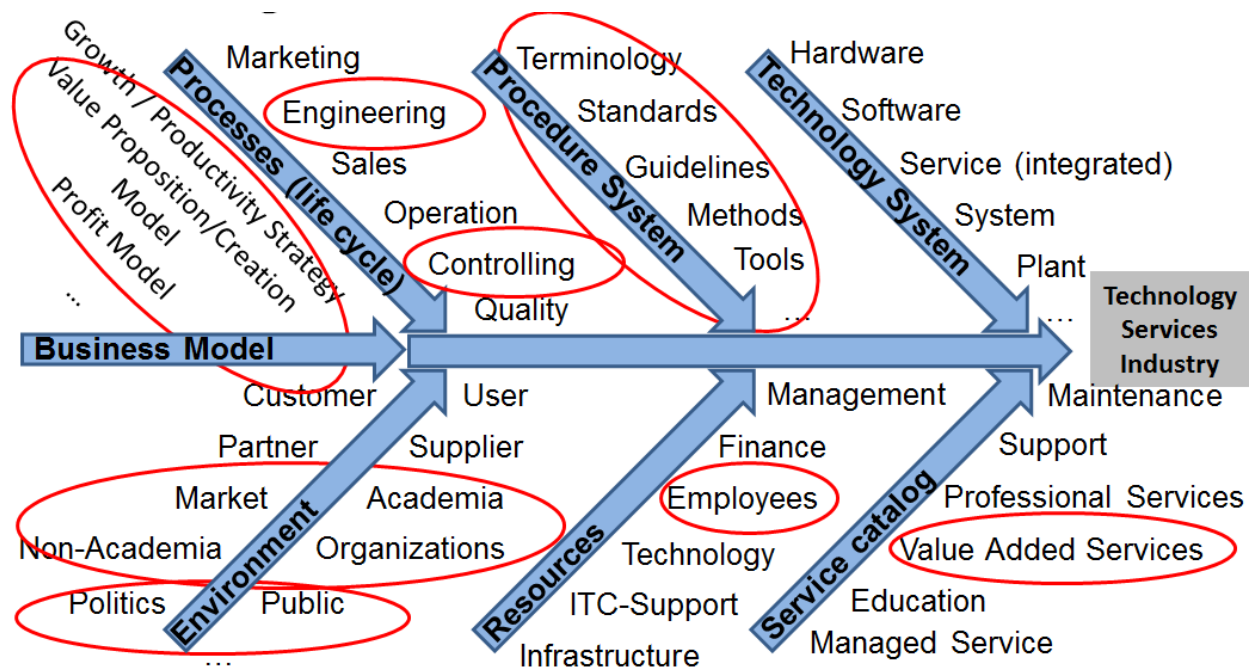 Growth / Productivity Strategy
Value Proposition/Creation
Model
Profit Model
...
Business Model
Processes (life cycle)
Marketing
Engineering
Sales
Operation
Controlling
Quality
Procedure System
Terminology
Standards
Guidelines
Methods
Tools
...
Technology System
Hardware
Software
Service (integrated)
System
Plant
...
Technology
Services
Industry
Environment
Customer
User
Partner
Supplier
Market
Academia
Non-Academia
Organizations
Politics
Public
...
Resources
Management
Finance
Employees
Technology
ITC-Support
Infrastructure
Service catalog
Maintenance
Support
Professional Services
Value Added Services
Education
Managed Service